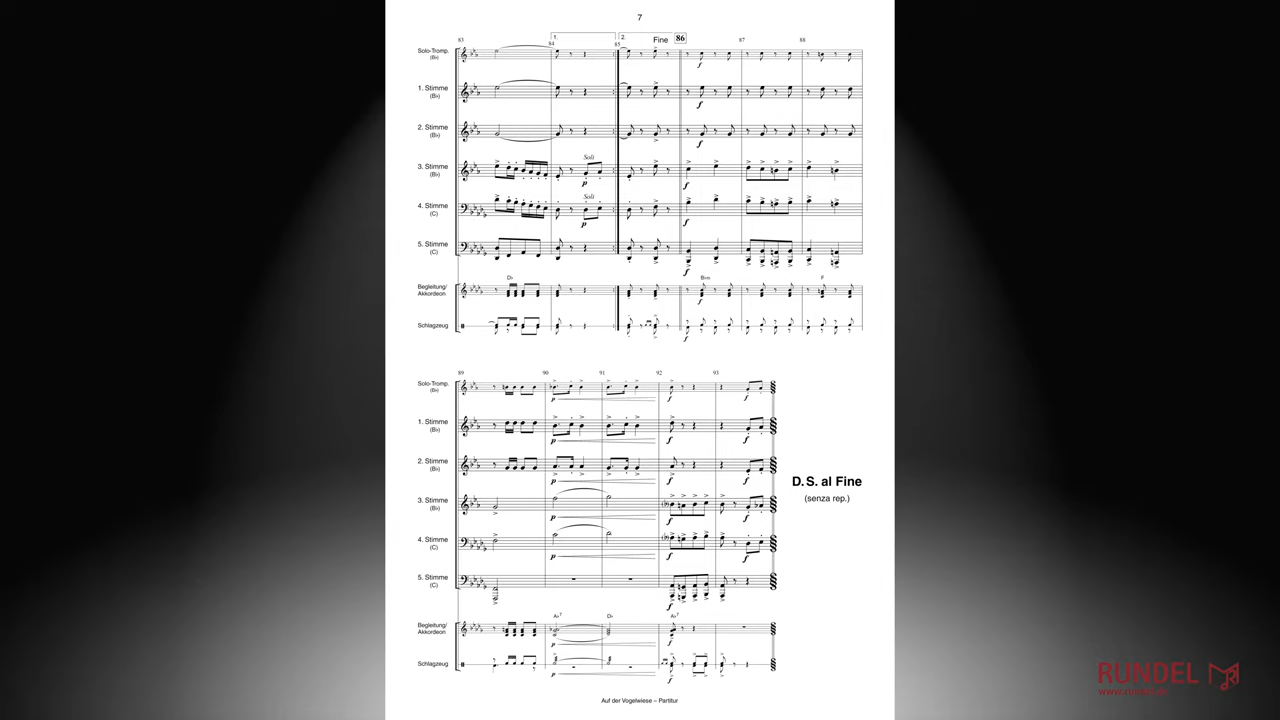 7
83
84
1.
85
2.
Fine
86
87
88
Solo-Tromp.
(B♭)
1. Stimme
(B♭)
2. Stimme
(B♭)
3. Stimme
(B♭)
Soli
p
4. Stimme
(C)
Soli
p
5. Stimme
(C)
D♭
B♭m
F
Begleitung/
Akkordeon
Schlagzeug
f
f
f
f
f
f
f
f
89
90
91
92
93
Solo-Tromp.
(B♭)
p
f
f
1. Stimme
(B♭)
p
f
f
2. Stimme
(B♭)
p
f
f
D. S. al Fine
(senza rep.)
3. Stimme
(B♭)
p
f
f
4. Stimme
(C)
p
f
f
5. Stimme
(C)
f
A♭7
D♭
A♭7
Begleitung/
Akkordeon
p
f
Schlagzeug
p
f
Auf der Vogelwiese – Partitur
RUNDEL
www.rundel.de